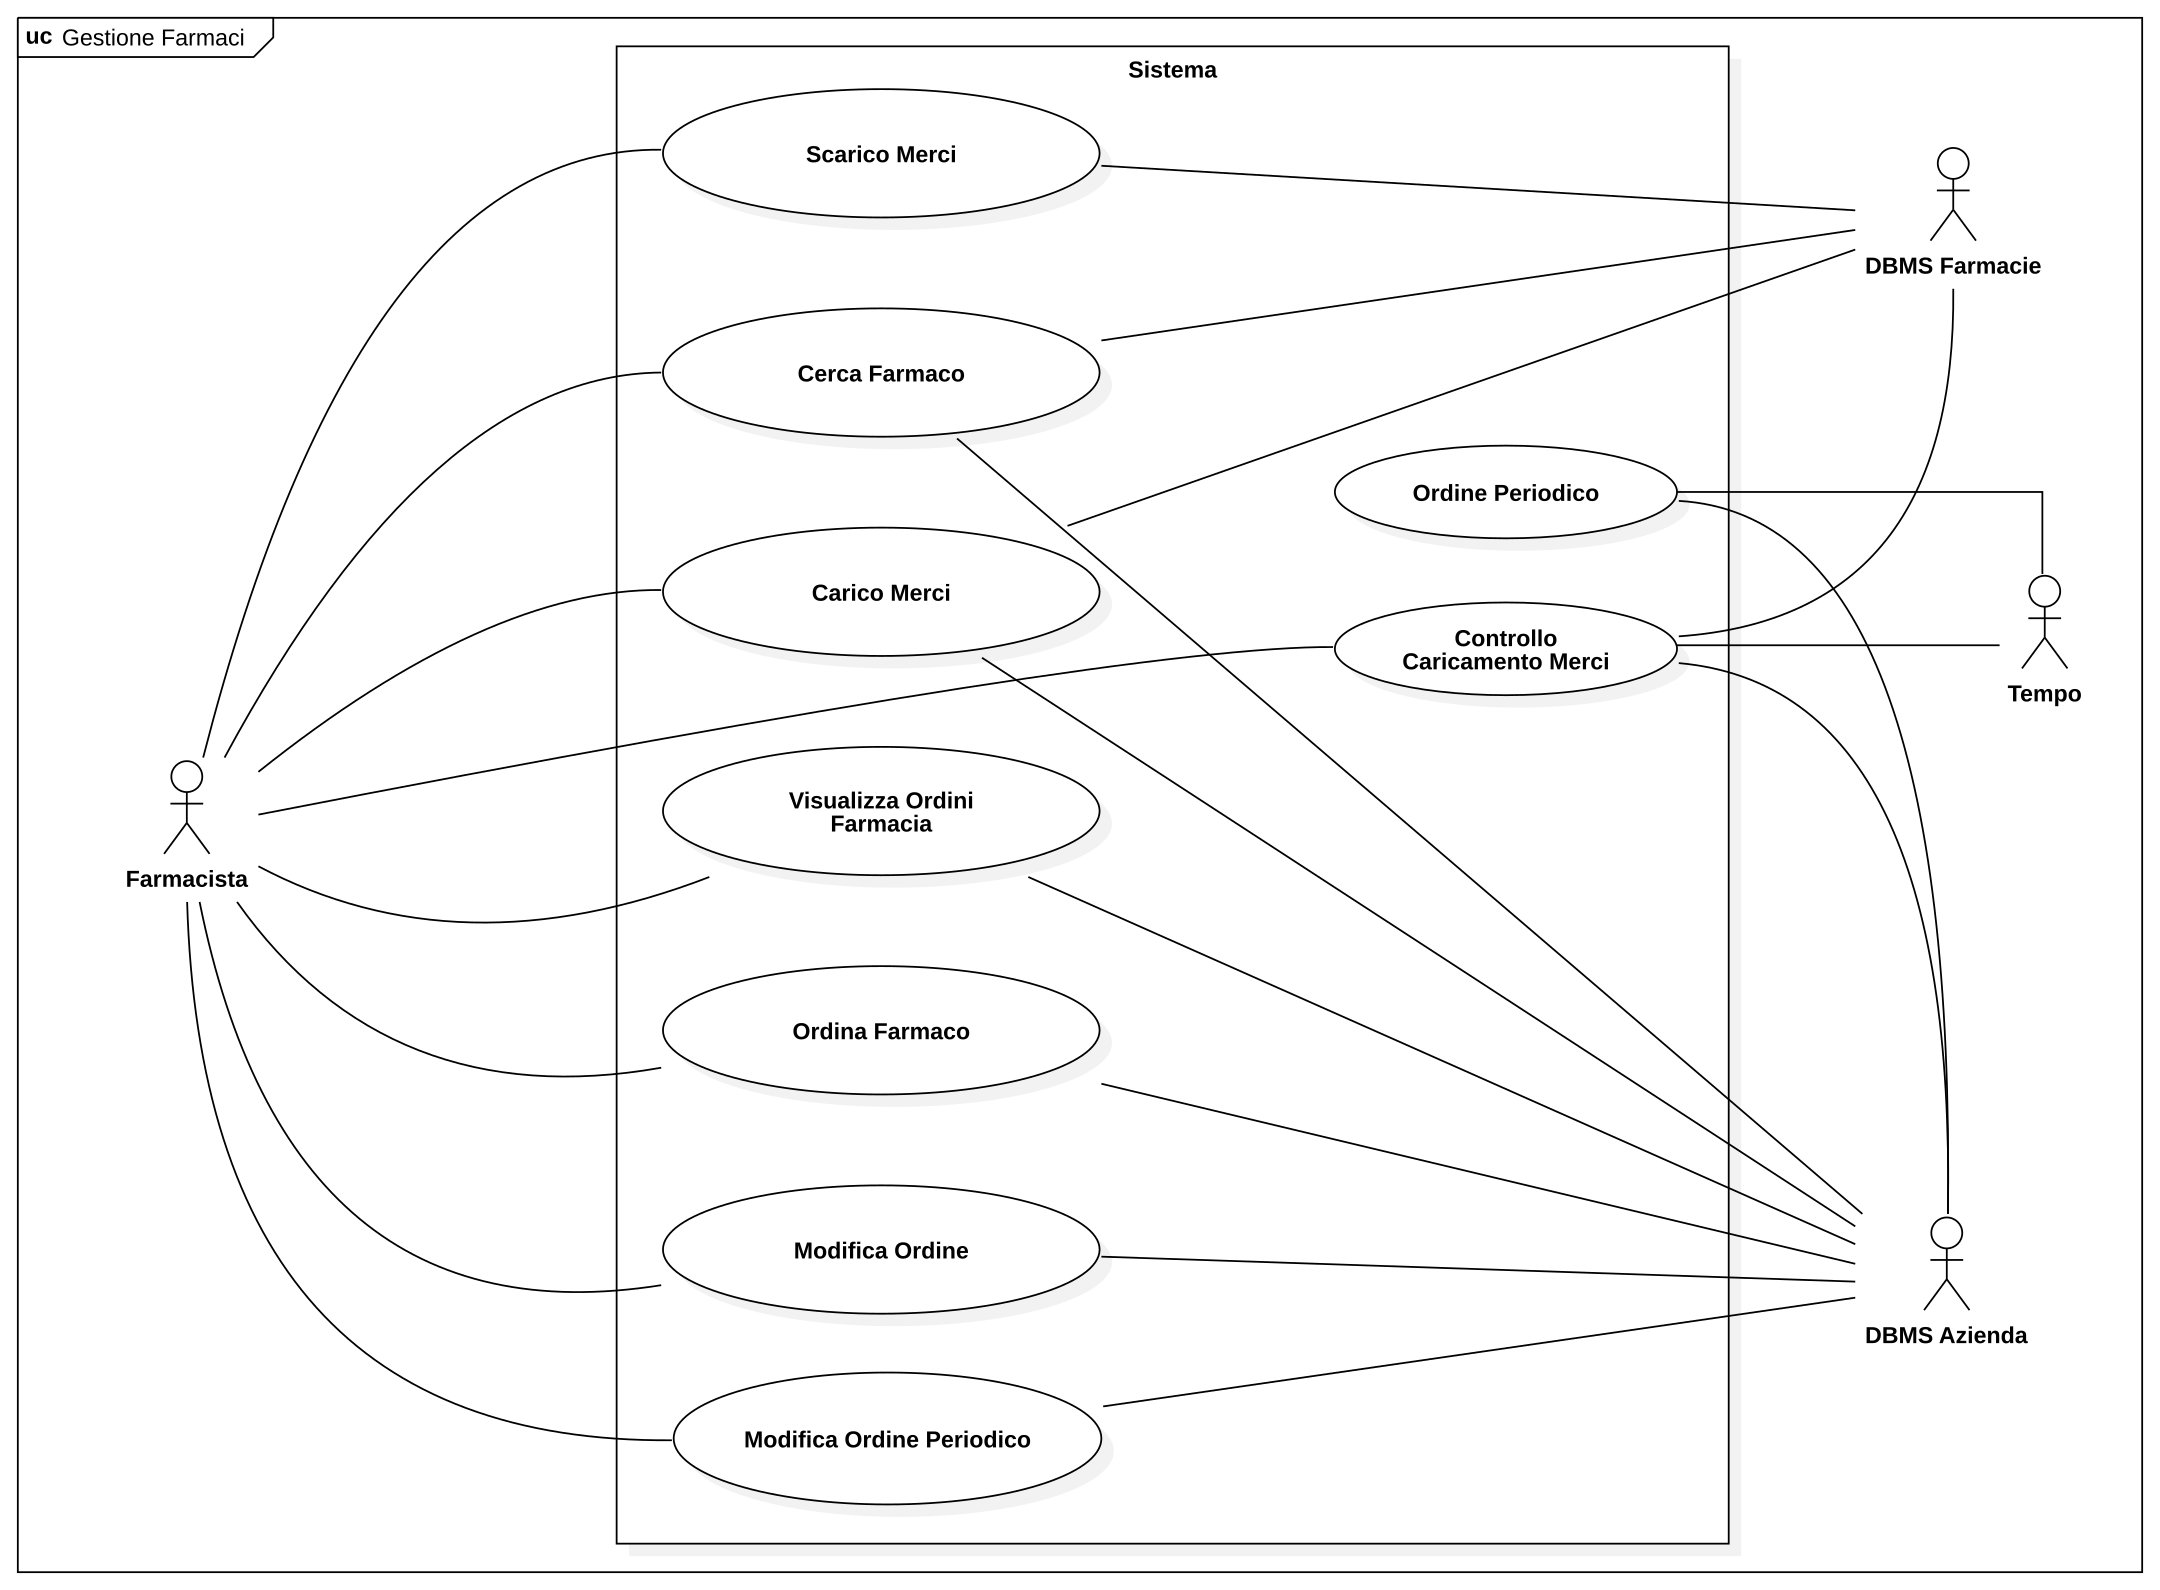 uc Gestione Farmaci
Sistema
Scarico Merci
DBMS Farmacie
Cerca Farmaco
Ordine Periodico
Carico Merci
Controllo
Caricamento Merci
Tempo
Visualizza Ordini
Farmacia
Farmacista
Ordina Farmaco
Modifica Ordine
DBMS Azienda
Modifica Ordine Periodico